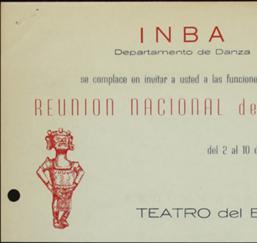 INBA
Departamento de Danza
se complace en invitar a usted a las funcione
REUNION NACIONAL de
del 2 al 10 d
TEATRO del B